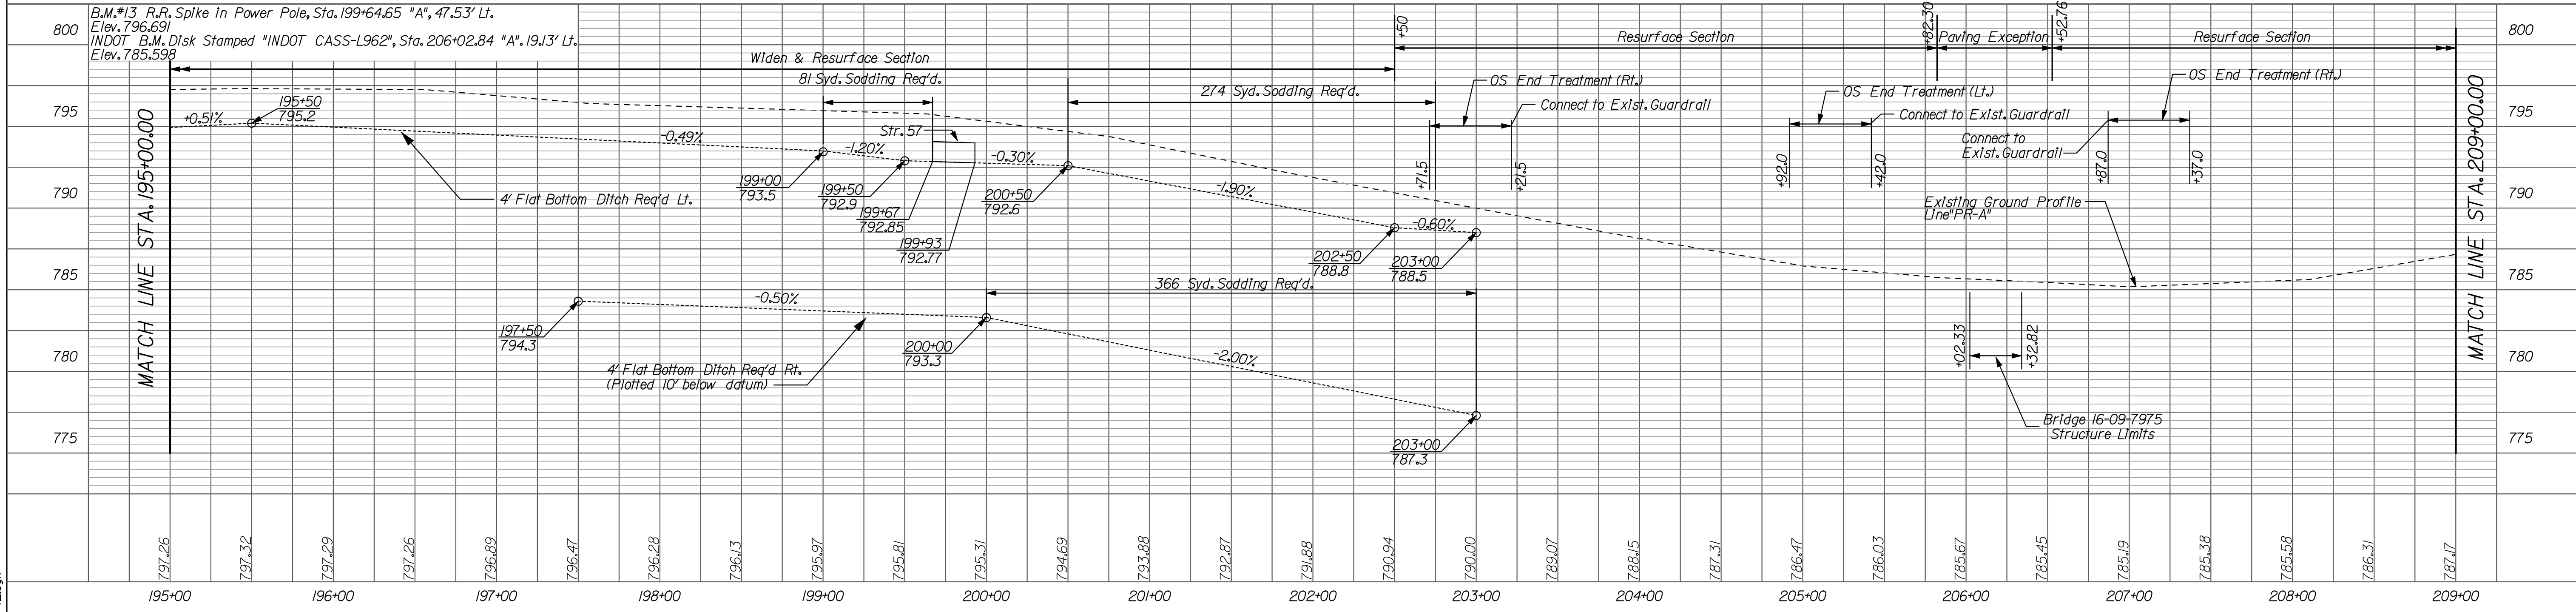 B.M.#13 R.R. Spike in Power Pole, Sta. 199+64.65 "A", 47.53' Lt.
Elev. 796.691
INDOT B.M. Disk Stamped "INDOT CASS-L962", Sta. 206+02.84 "A". 19.13' Lt.
Elev. 785.598
800
795
790
785
780
775
MATCH LINE STA. 195+00.00
Widen & Resurface Section
+50
Resurface Section
+82.30
Paving Exception
+52.76
Resurface Section
81 Syd. Sodding Req'd.
274 Syd. Sodding Req'd.
OS End Treatment (Rt.)
Connect to Exist. Guardrail
OS End Treatment (Lt.)
Connect to Exist. Guardrail
OS End Treatment (Rt.)
Connect to
Exist. Guardrail
+0.51%
195+50
795.2
-0.49%
Str. 57
-1.20%
-0.30%
4' Flat Bottom Ditch Req'd Lt.
199+00
793.5
199+50
792.9
199+67
792.85
199+93
792.77
200+50
792.6
-1.90%
-0.60%
202+50
788.8
203+00
788.5
+71.5
+21.5
+92.0
+42.0
+87.0
+37.0
Existing Ground Profile
Line "PR-A"
366 Syd. Sodding Req'd.
-0.50%
197+50
794.3
4' Flat Bottom Ditch Req'd Rt.
(Plotted 10' below datum)
200+00
793.3
-2.00%
203+00
787.3
+02.33
+32.82
Bridge 16-09-7975
Structure Limits
MATCH LINE STA. 209+00.00
800
795
790
785
780
775
797.26 797.32 797.29 797.26 796.89 796.47 796.28 796.13 795.97 795.81 795.31 794.69 793.88 792.87 791.88 790.94 790.00 789.07 788.15 787.31 786.47 786.03 785.67 785.45 785.19 785.38 785.58 786.31 787.17
195+00 196+00 197+00 198+00 199+00 200+00 201+00 202+00 203+00 204+00 205+00 206+00 207+00 208+00 209+00